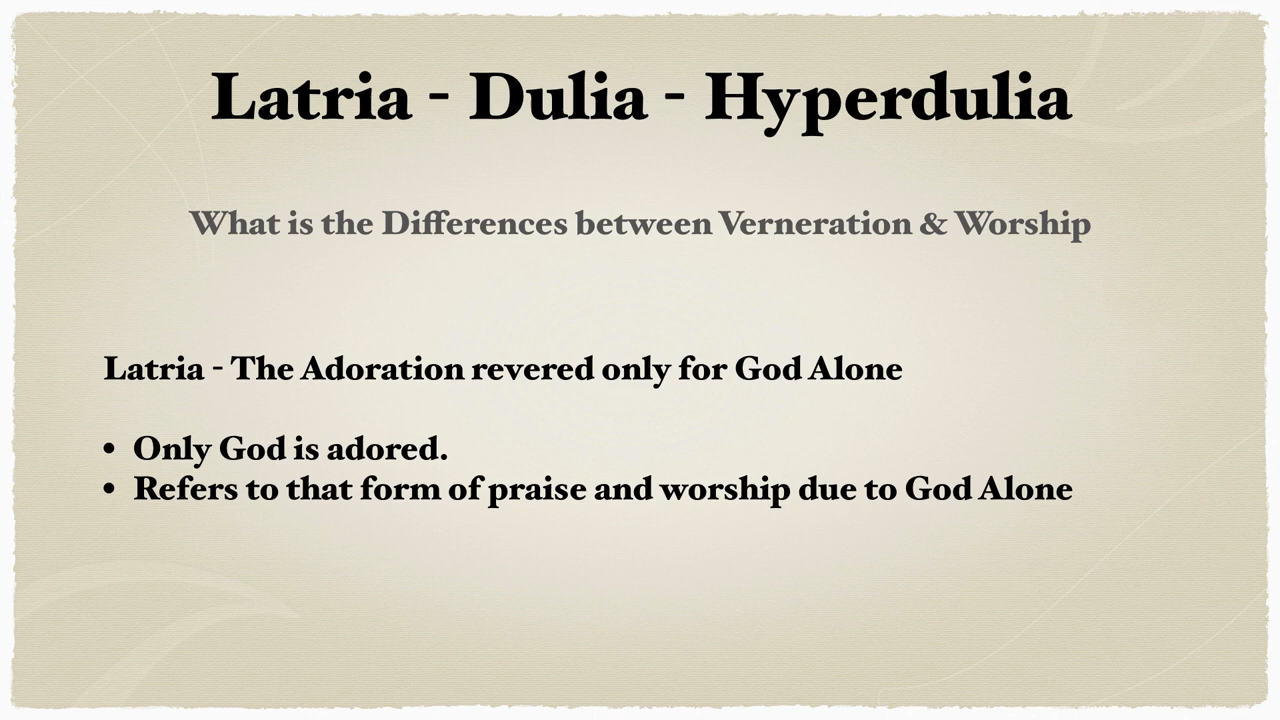 Latria - Dulia - Hyperdulia
What is the Differences between Verneration & Worship
Latria - The Adoration revered only for God Alone
• Only God is adored.
• Refers to that form of praise and worship due to God Alone